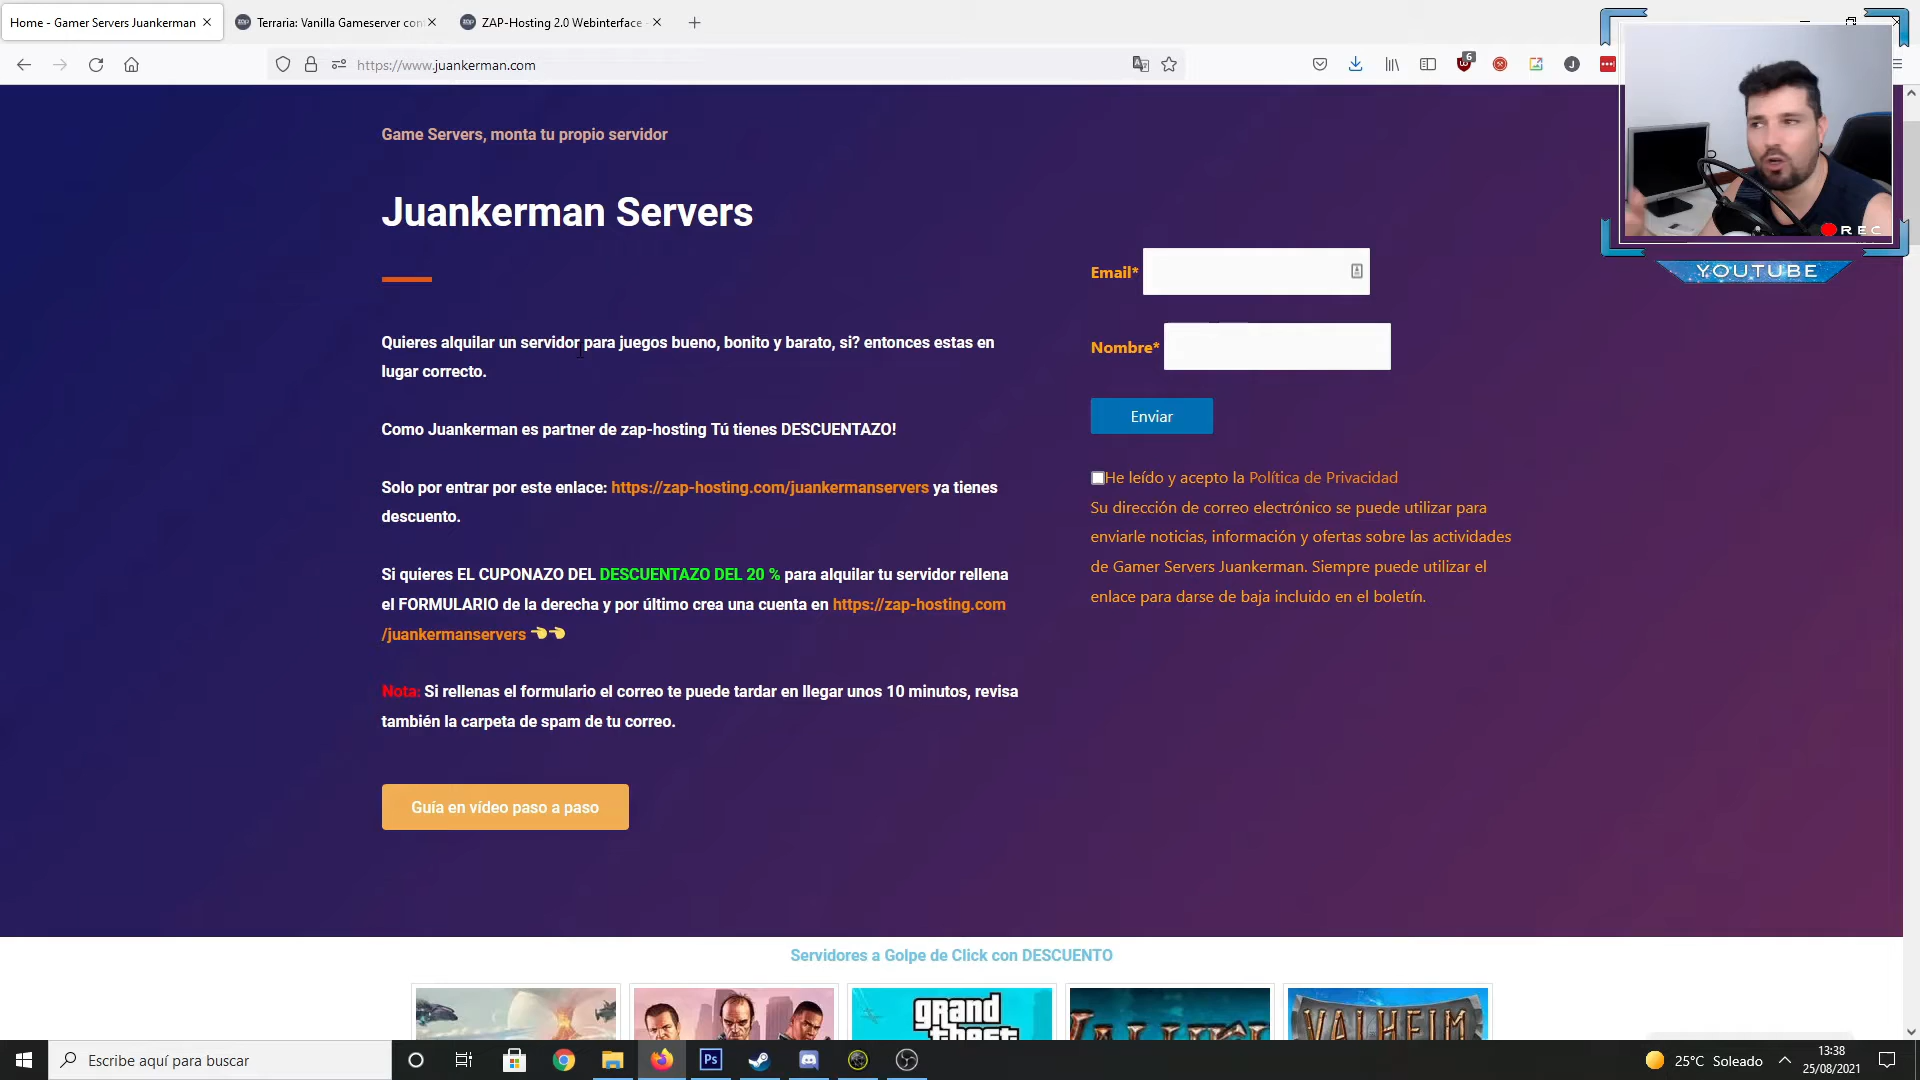 Home - Gamer Servers Juankerman
Terraria: Vanilla Gameserver con
ZAP-Hosting 2.0 Webinterface -
https://www.juankerman.com
6
Game Servers, monta tu propio servidor
Juankerman Servers
Quieres alquilar un servidor para juegos bueno, bonito y barato, si? entonces estas en
lugar correcto.
Como Juankerman es partner de zap-hosting Tú tienes DESCUENTAZO!
Solo por entrar por este enlace: https://zap-hosting.com/juankermanservers ya tienes
descuento.
Si quieres EL CUPONAZO DEL DESCUENTAZO DEL 20 % para alquilar tu servidor rellena
el FORMULARIO de la derecha y por último crea una cuenta en https://zap-hosting.com
/juankermanservers
Nota: Si rellenas el formulario el correo te puede tardar en llegar unos 10 minutos, revisa
también la carpeta de spam de tu correo.
Guía en vídeo paso a paso
Email*
Nombre*
Enviar
He leído y acepto la Política de Privacidad
Su dirección de correo electrónico se puede utilizar para
enviarle noticias, información y ofertas sobre las actividades
de Gamer Servers Juankerman. Siempre puede utilizar el
enlace para darse de baja incluido en el boletín.
REC
YOUTUBE
Servidores a Golpe de Click con DESCUENTO
grand
theft
VALHEIM
Escribe aquí para buscar
Ps
25°C Soleado
13:38
25/08/2021